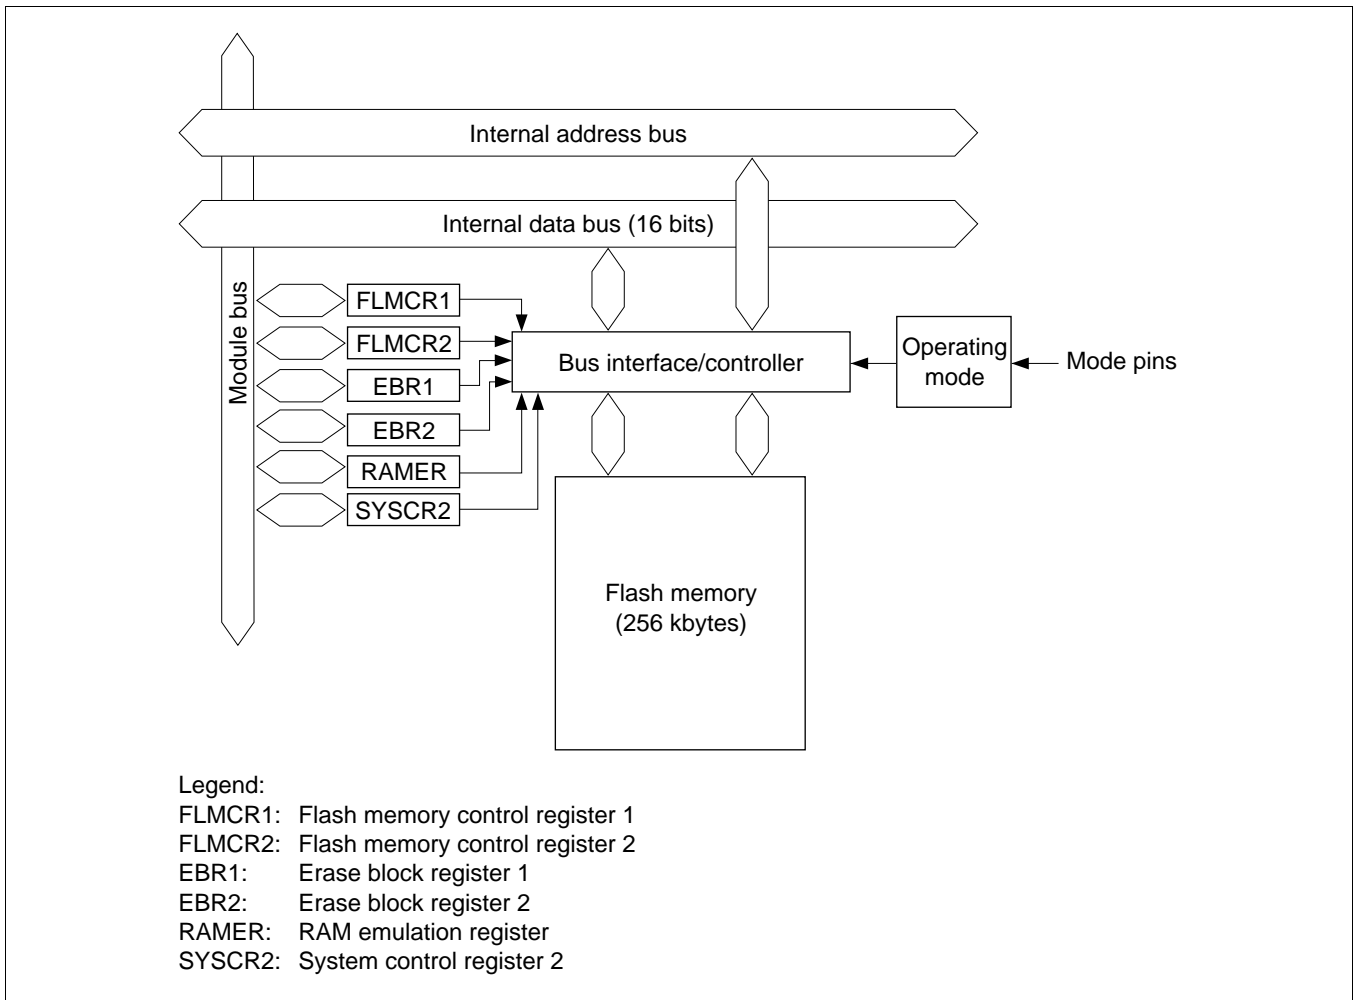 Internal address bus
Internal data bus (16 bits)
Module bus
FLMCR1
FLMCR2
EBR1
EBR2
RAMER
SYSCR2
Bus interface/controller
Operating
mode
Mode pins
Flash memory
(256 kbytes)
Legend:
FLMCR1: Flash memory control register 1
FLMCR2: Flash memory control register 2
EBR1: Erase block register 1
EBR2: Erase block register 2
RAMER: RAM emulation register
SYSCR2: System control register 2